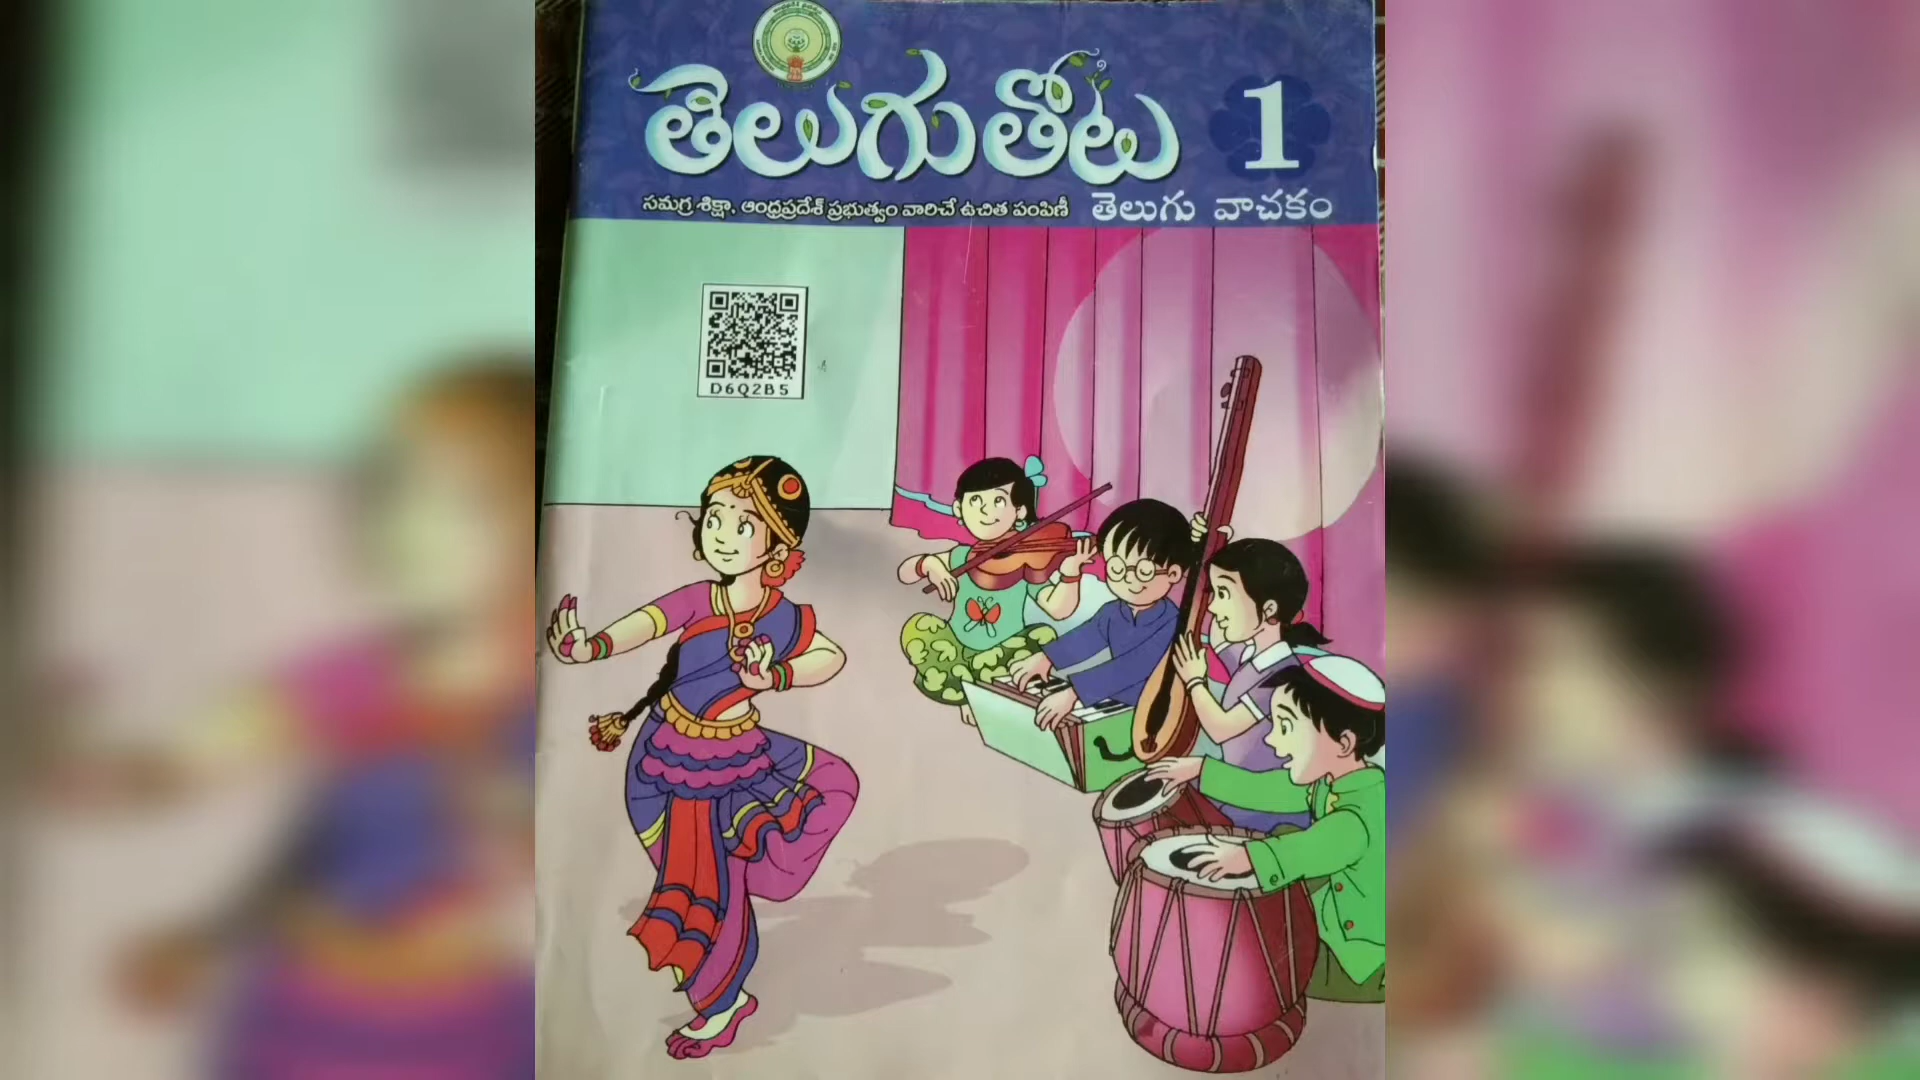 తెలుగుతోట 1
సమగ్ర శిక్షా, ఆంధ్రప్రదేశ్ ప్రభుత్వం వారిచే ఉచిత పంపిణీ తెలుగు వాచకం
D6Q2B5